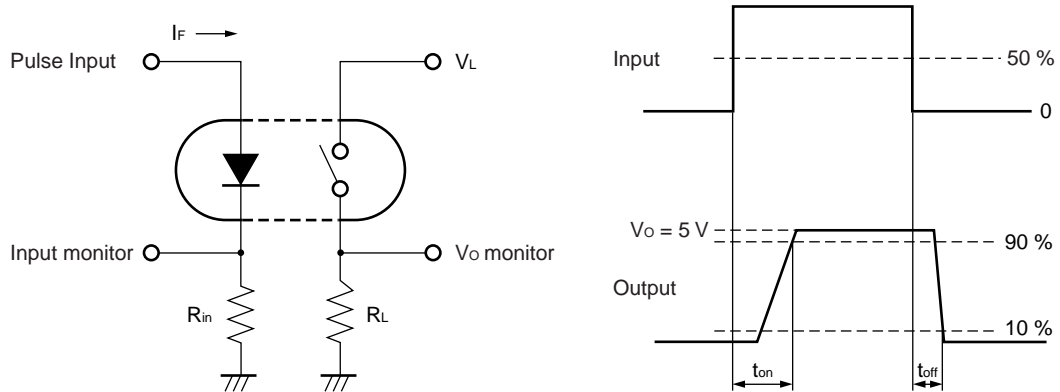 IF
Pulse Input
VL
Input monitor
VO monitor
Rin
RL
Input
50 %
0
VO = 5 V
90 %
Output
10 %
ton
toff